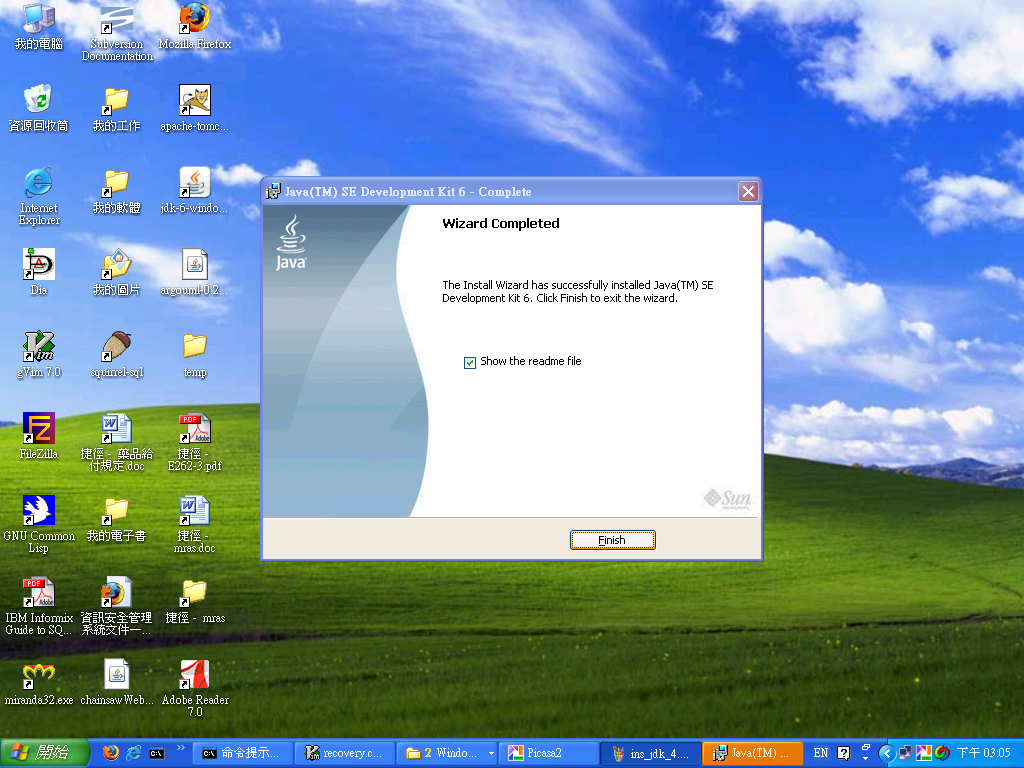 我的電腦
Subversion
Documentation
Mozilla Firefox
資源回收筒
我的工作
apache-tomc...
Internet
Explorer
我的軟體
jdk-6-windo...
Dia
我的圖片
argouml-0.2...
gVim 7.0
squirrel-sql
temp
FileZilla
捷徑 - 藥品給
付規定.doc
捷徑 -
E262-3.pdf
GNU Common
Lisp
我的電子書
捷徑 -
mras.doc
IBM Informix
Guide to SQ...
資訊安全管理
系統文件一...
捷徑 - mras
miranda32.exe
chainsawWeb...
Adobe Reader
7.0
Java(TM) SE Development Kit 6 - Complete
Java
Wizard Completed
The Install Wizard has successfully installed Java(TM) SE
Development Kit 6. Click Finish to exit the wizard.
Show the readme file
Sun
Finish
開始
命令提示...
recovery.c...
2 Windo...
Picasa2
ins_jdk_4....
Java(TM) ...
EN
下午 03:05